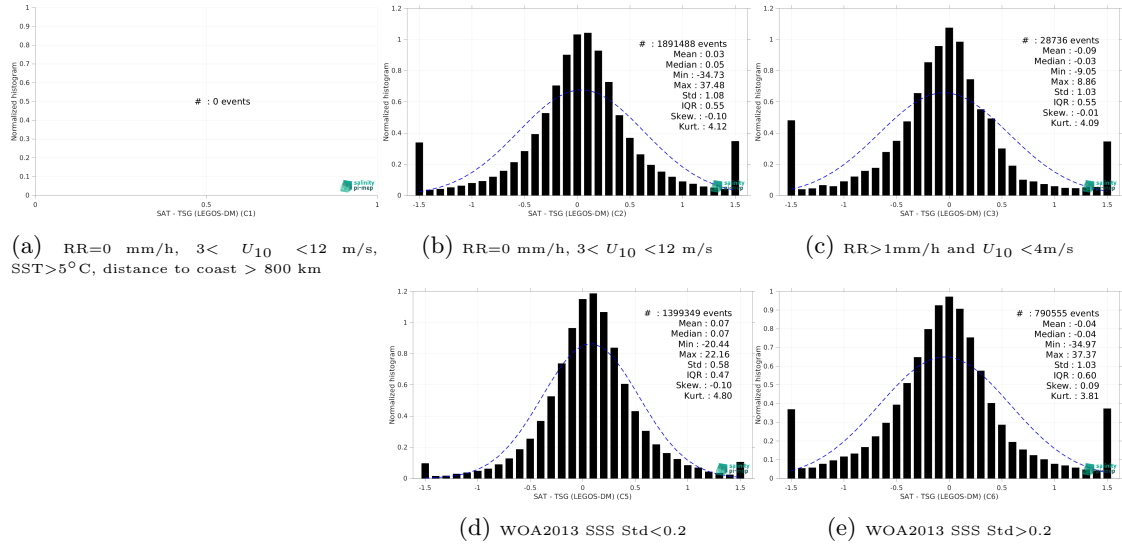 1
0.9
0.8
0.7
0.6
0.5
0.4
0.3
0.2
0.1
0
Normalized histogram
# : 0 events
salinity
pi-mep
0 0.5 1
SAT - TSG (LEGOS-DM) (C1)
(a) RR=0 mm/h, 3< U10 <12 m/s,
SST>5°C, distance to coast > 800 km
1.2
1
0.8
0.6
0.4
0.2
0
Normalized histogram
# : 1891488 events
Mean : 0.03
Median : 0.05
Min : -34.73
Max : 37.48
Std : 1.08
IQR : 0.55
Skew. : -0.10
Kurt. : 4.12
salinity
pi-mep
-1.5 -1 -0.5 0 0.5 1 1.5
SAT - TSG (LEGOS-DM) (C2)
(b) RR=0 mm/h, 3< U10 <12 m/s
1.2
1
0.8
0.6
0.4
0.2
0
Normalized histogram
# : 28736 events
Mean : -0.09
Median : -0.03
Min : -9.05
Max : 8.86
Std : 1.03
IQR : 0.55
Skew. : -0.01
Kurt. : 4.09
salinity
pi-mep
-1.5 -1 -0.5 0 0.5 1 1.5
SAT - TSG (LEGOS-DM) (C3)
(c) RR>1mm/h and U10 <4m/s
1.2
1
0.8
0.6
0.4
0.2
0
Normalized histogram
# : 1399349 events
Mean : 0.07
Median : 0.07
Min : -20.44
Max : 22.16
Std : 0.58
IQR : 0.47
Skew. : -0.10
Kurt. : 4.80
salinity
pi-mep
-1.5 -1 -0.5 0 0.5 1 1.5
SAT - TSG (LEGOS-DM) (C5)
(d) WOA2013 SSS Std<0.2
1
0.9
0.8
0.7
0.6
0.5
0.4
0.3
0.2
0.1
0
Normalized histogram
# : 790555 events
Mean : -0.04
Median : -0.04
Min : -34.97
Max : 37.37
Std : 1.03
IQR : 0.60
Skew. : 0.09
Kurt. : 3.81
salinity
pi-mep
-1.5 -1 -0.5 0 0.5 1 1.5
SAT - TSG (LEGOS-DM) (C6)
(e) WOA2013 SSS Std>0.2